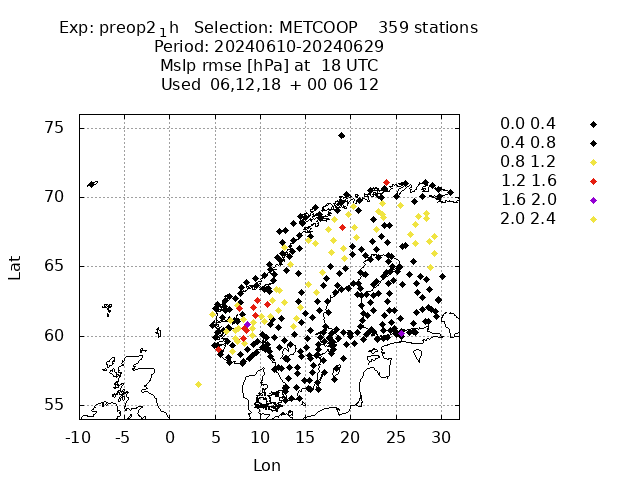 Exp: preop2 1h Selection: METCOOP 359 stations
Period: 20240610-20240629
Mslp rmse [hPa] at 18 UTC
Used 06,12,18 + 00 06 12
75
70
65
60
55
Lat
-10 -5 0 5 10 15 20 25 30
Lon
0.0 0.4
0.4 0.8
0.8 1.2
1.2 1.6
1.6 2.0
2.0 2.4